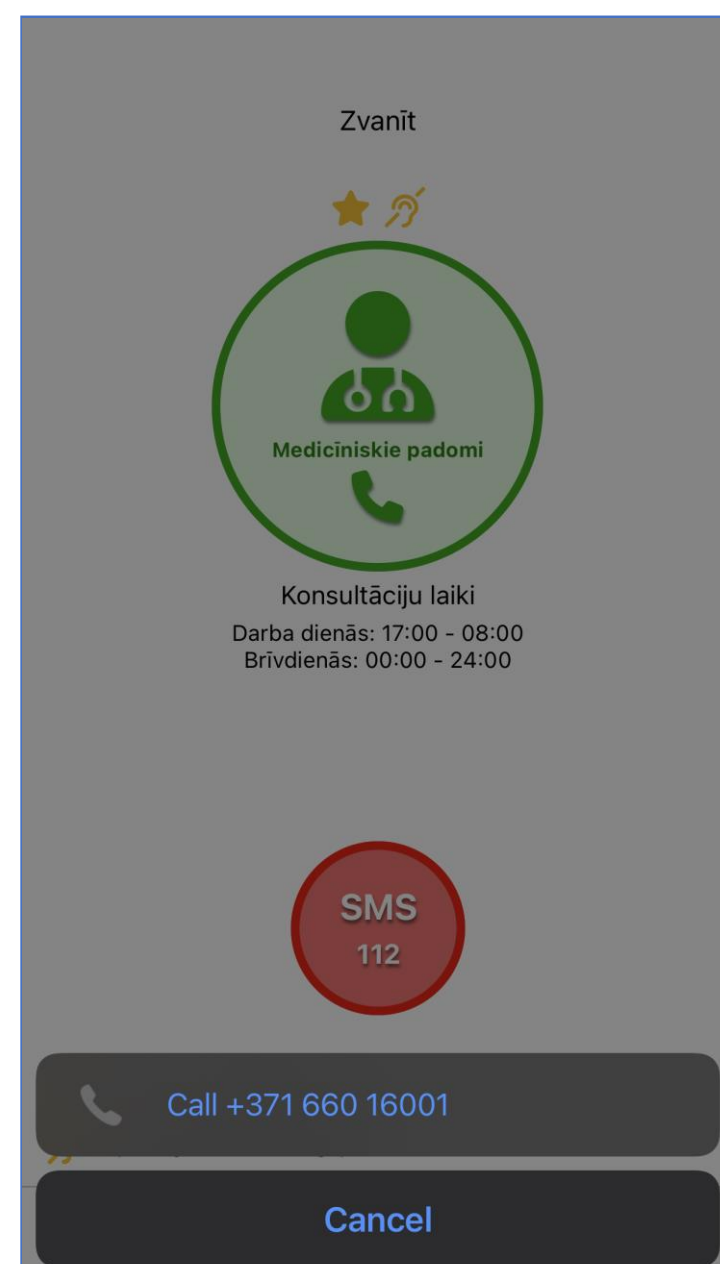 Zvanīt
Medicīniskie padomi
Konsultāciju laiki
Darba dienās: 17:00 - 08:00
Brīvdienās: 00:00 - 24:00
SMS
112
Call +371 660 16001
Cancel